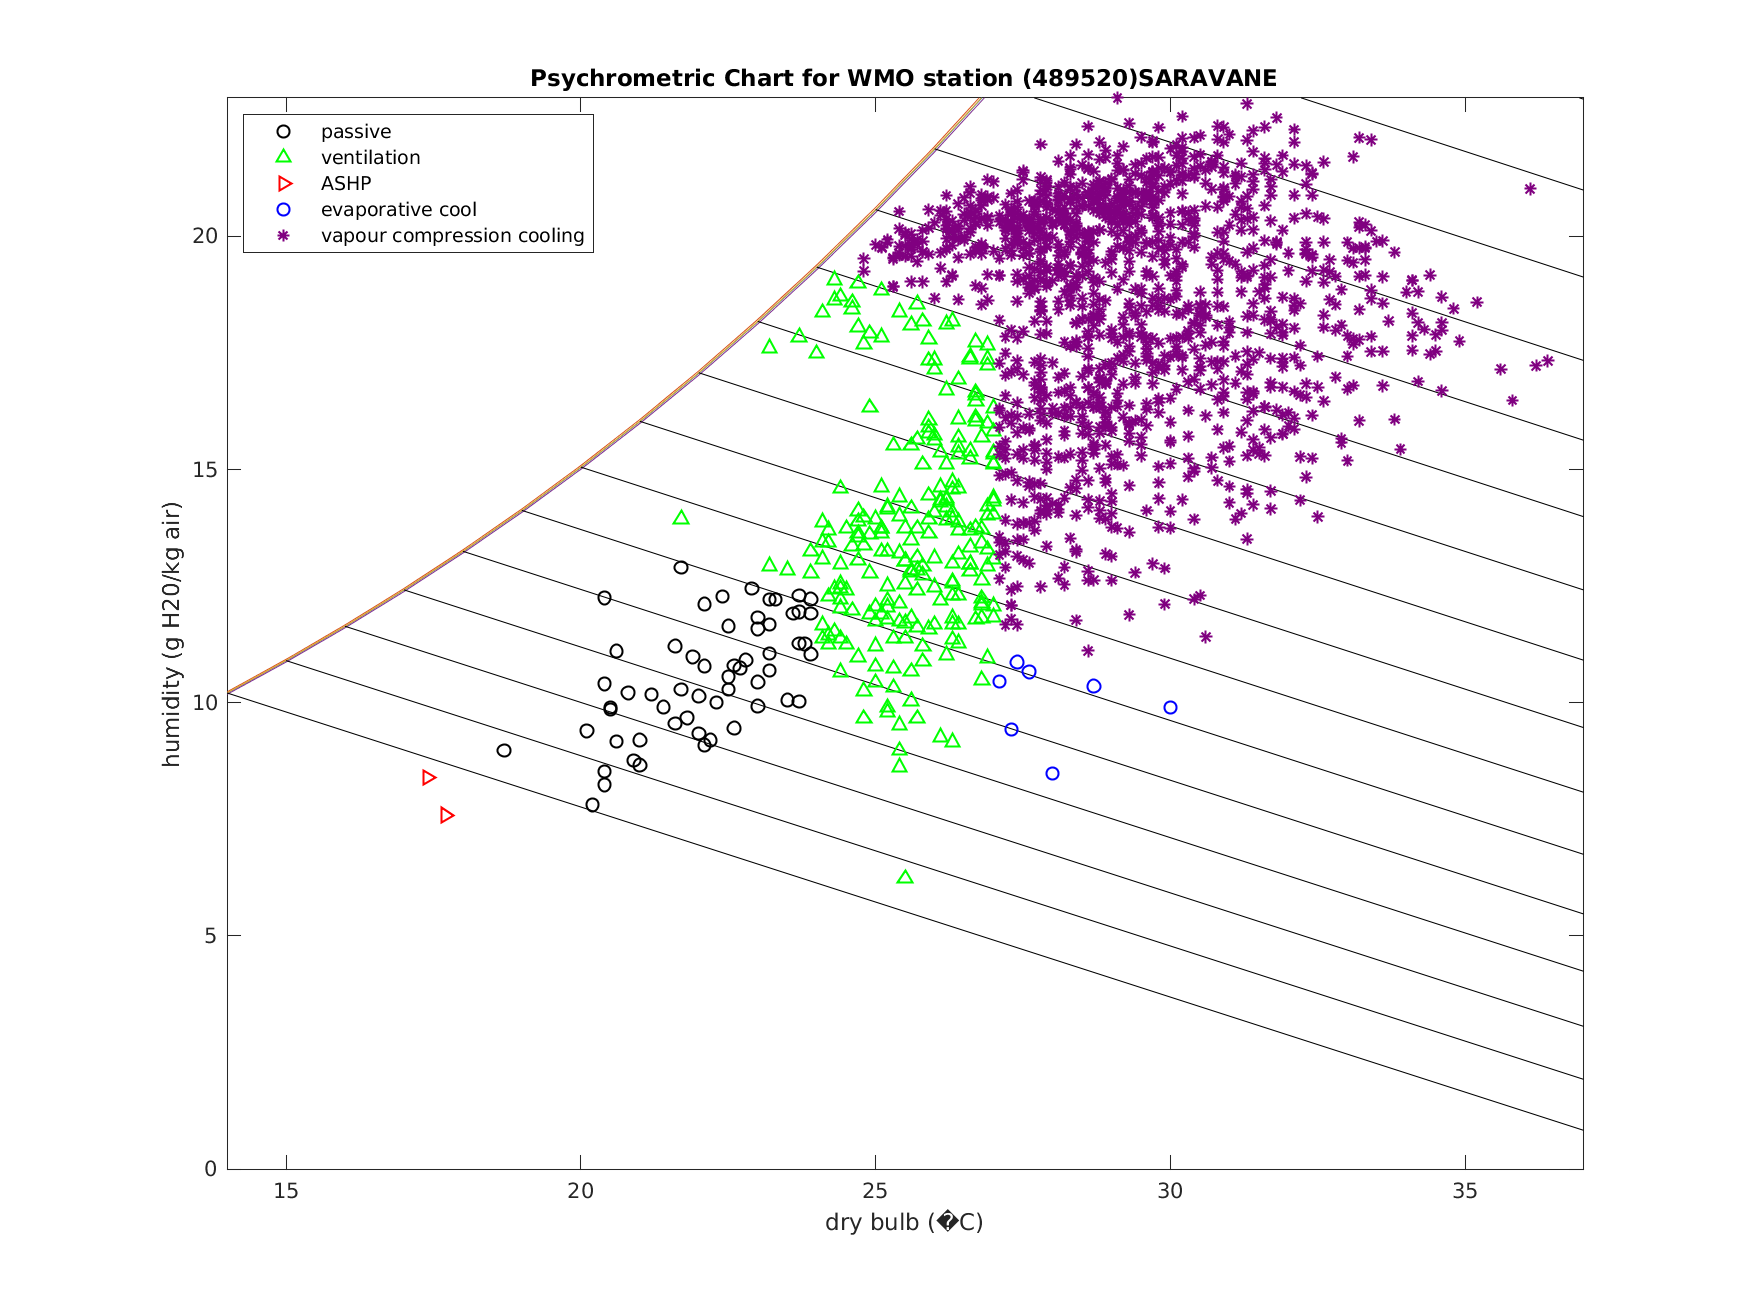 Psychrometric Chart for WMO station (489520)SARAVANE
passive
ventilation
ASHP
evaporative cool
vapour compression cooling
humidity (g H20/kg air)
20
15
10
5
0
15
20
25
30
35
dry bulb (�C)